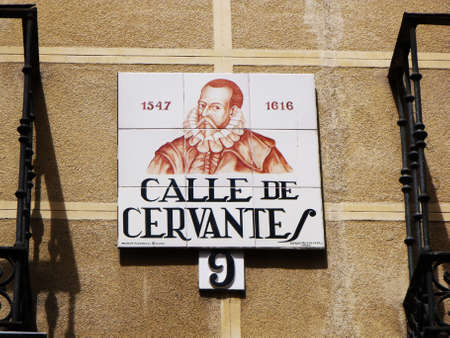 1547 1616
CALLE DE
CERVANTES
9